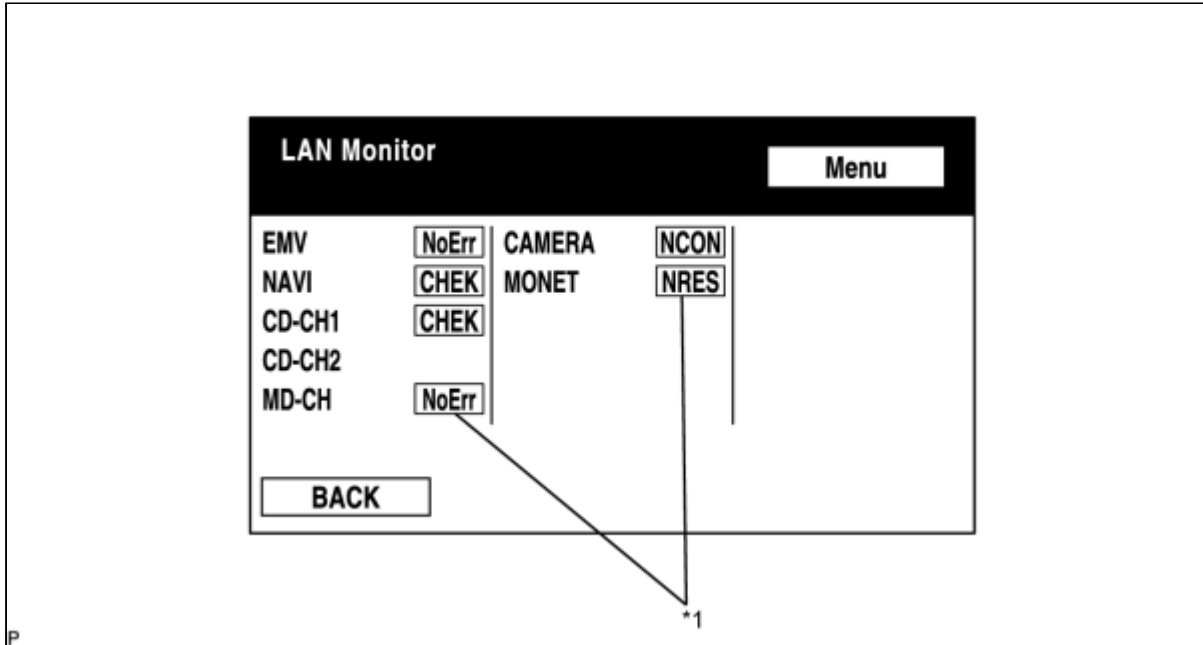 LAN Monitor
Menu
EMV NoErr CAMERA NCON
NAVI CHEK MONET NRES
CD-CH1 CHEK
CD-CH2
MD-CH NoErr
BACK
*1
P